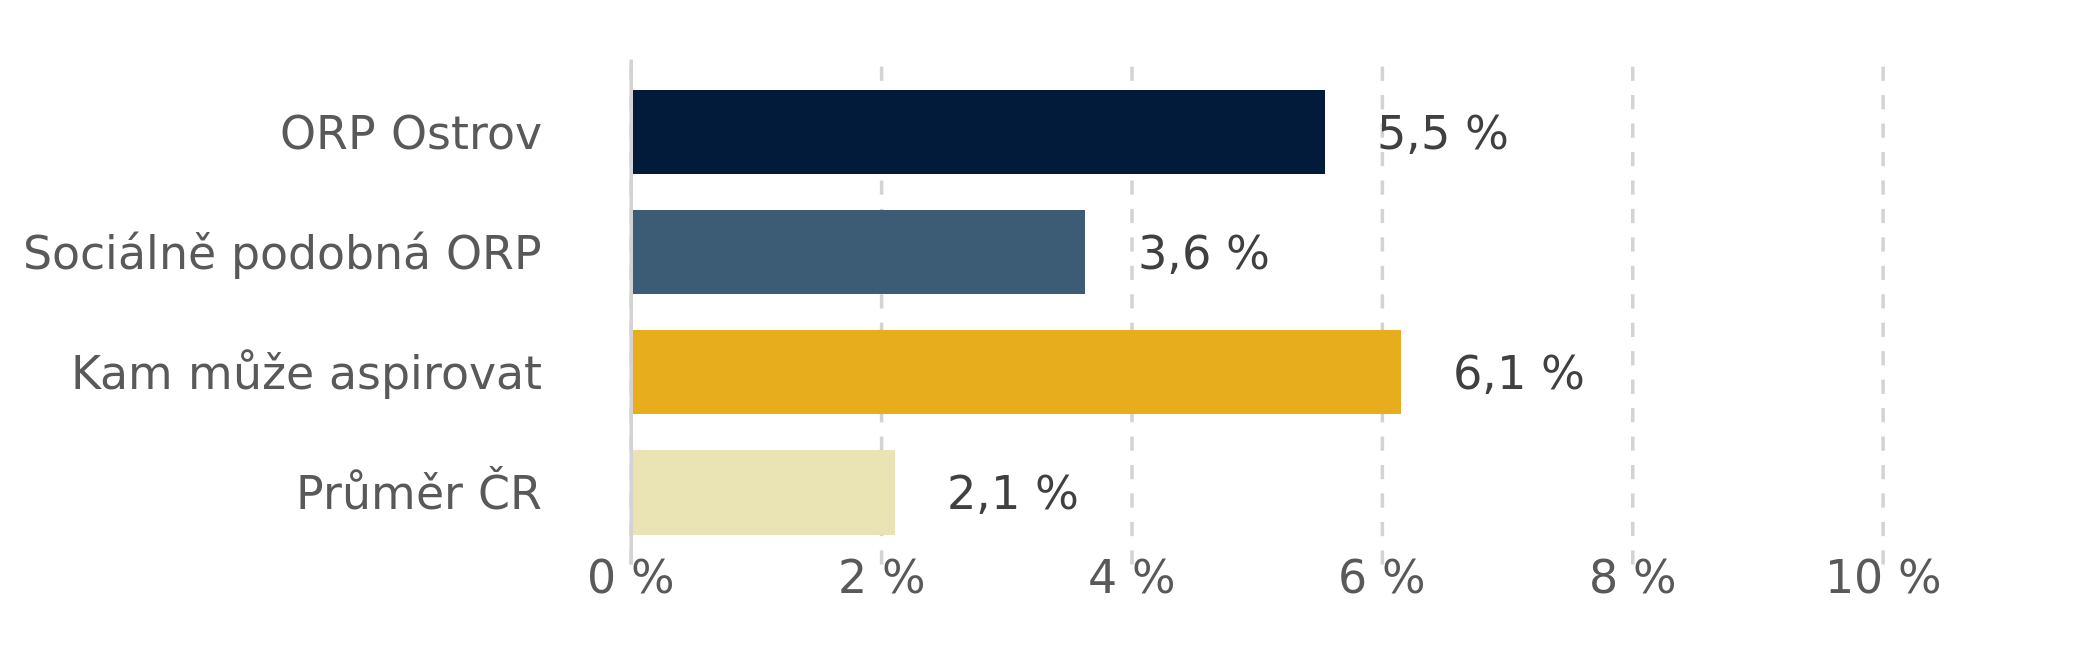 ORP Ostrov 5,5 %
Sociálně podobná ORP 3,6 %
Kam může aspirovat 6,1 %
Průměr ČR 2,1 %
0 % 2 % 4 % 6 % 8 % 10 %